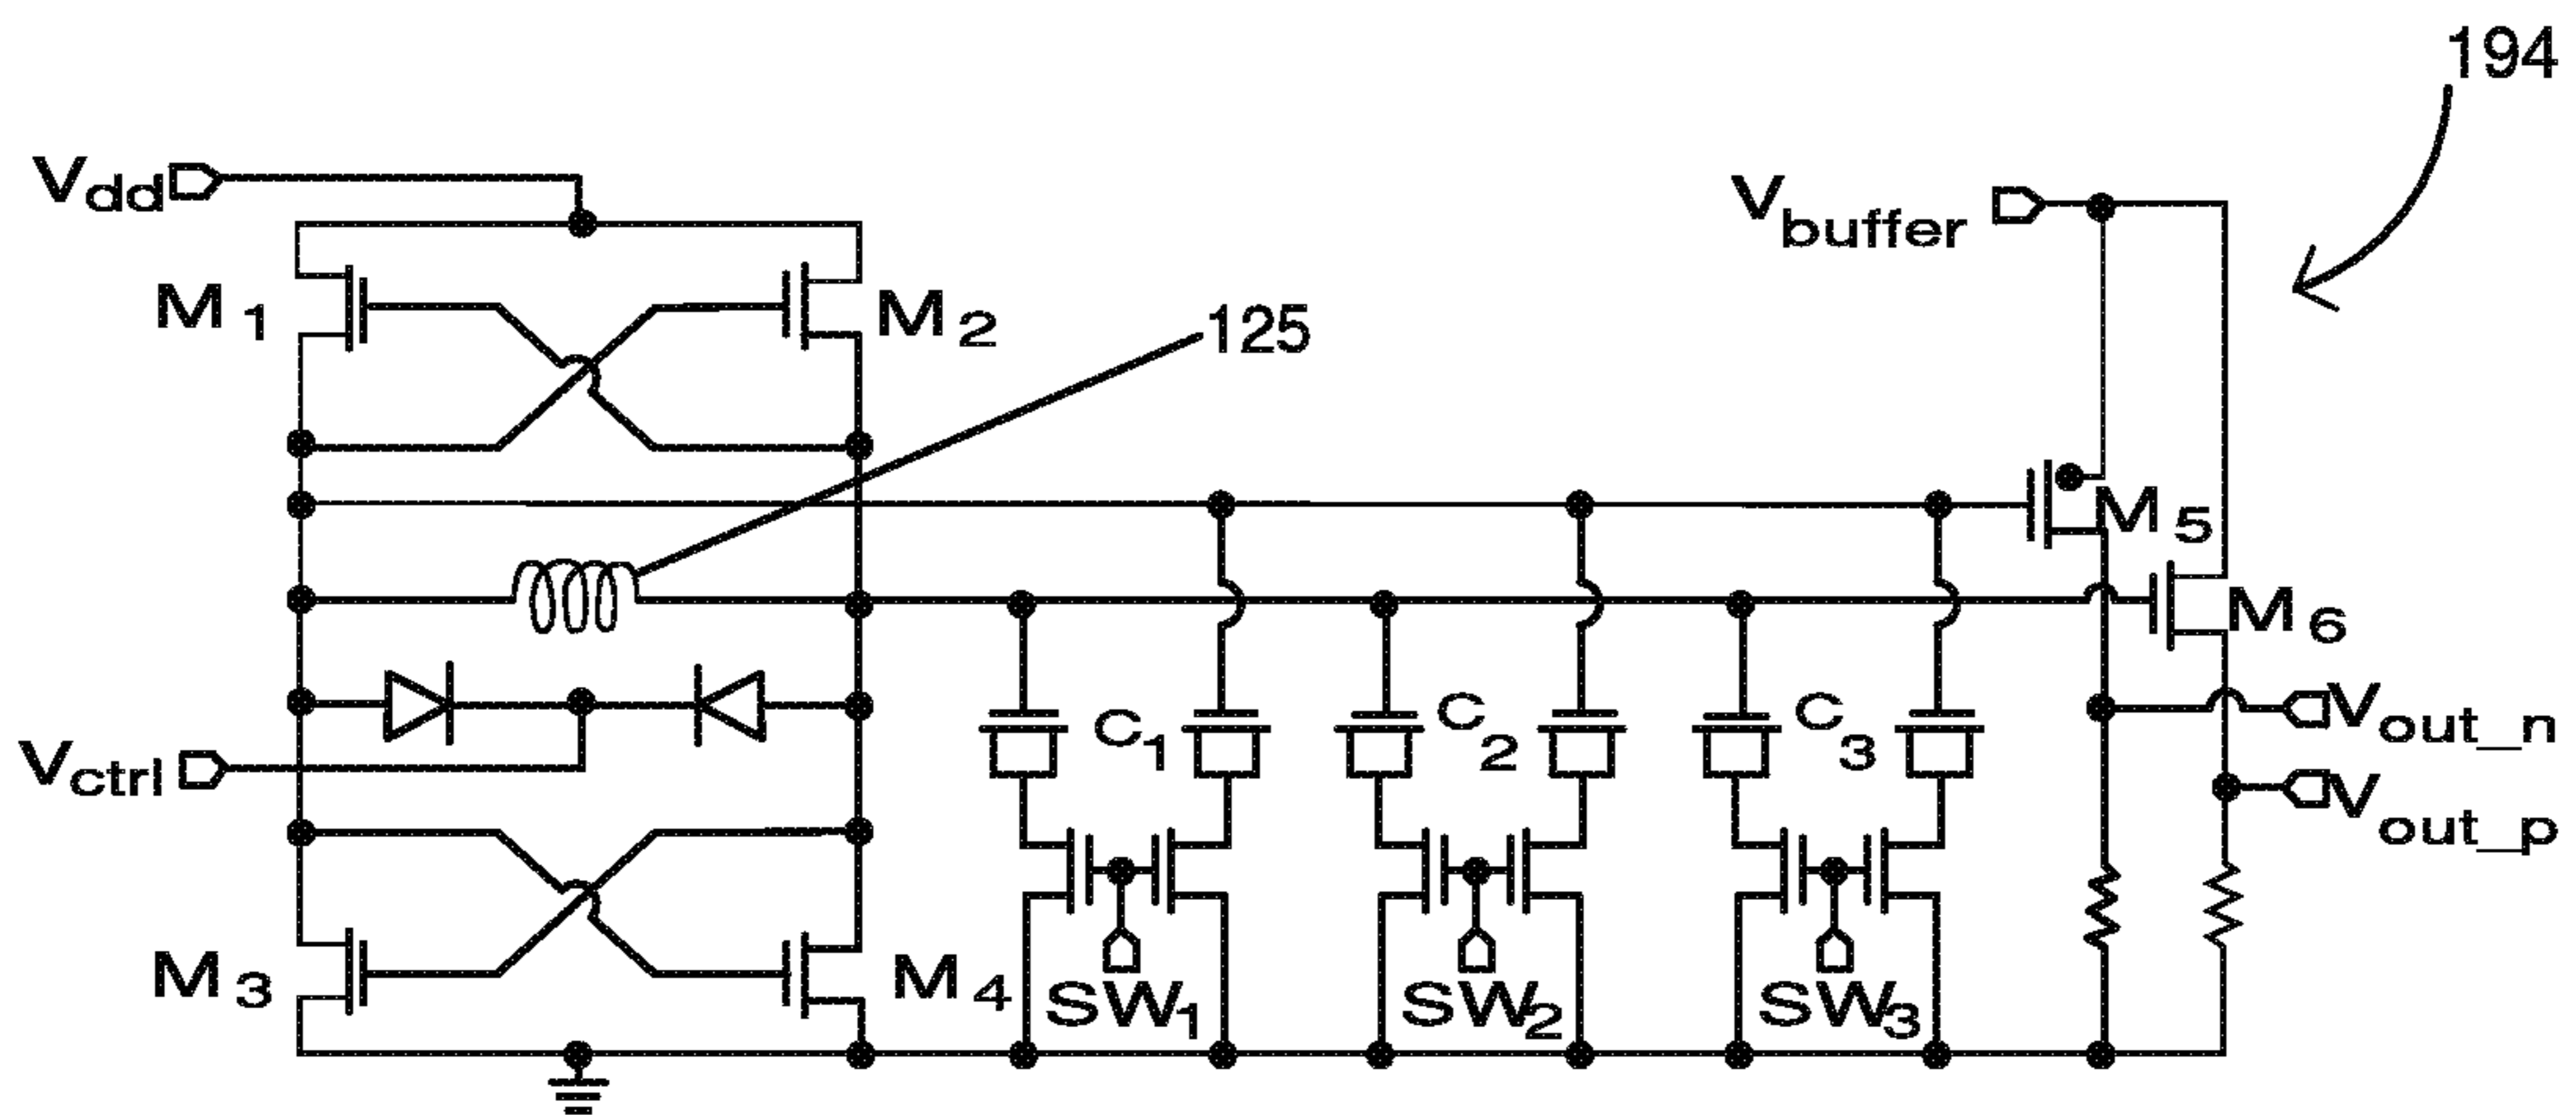 194
Vdd
Vbuffer
M1
M2
125
M5
M6
C1
C2
C3
Vout_n
Vctrl
Vout_p
M3
M4
SW1
SW2
SW3